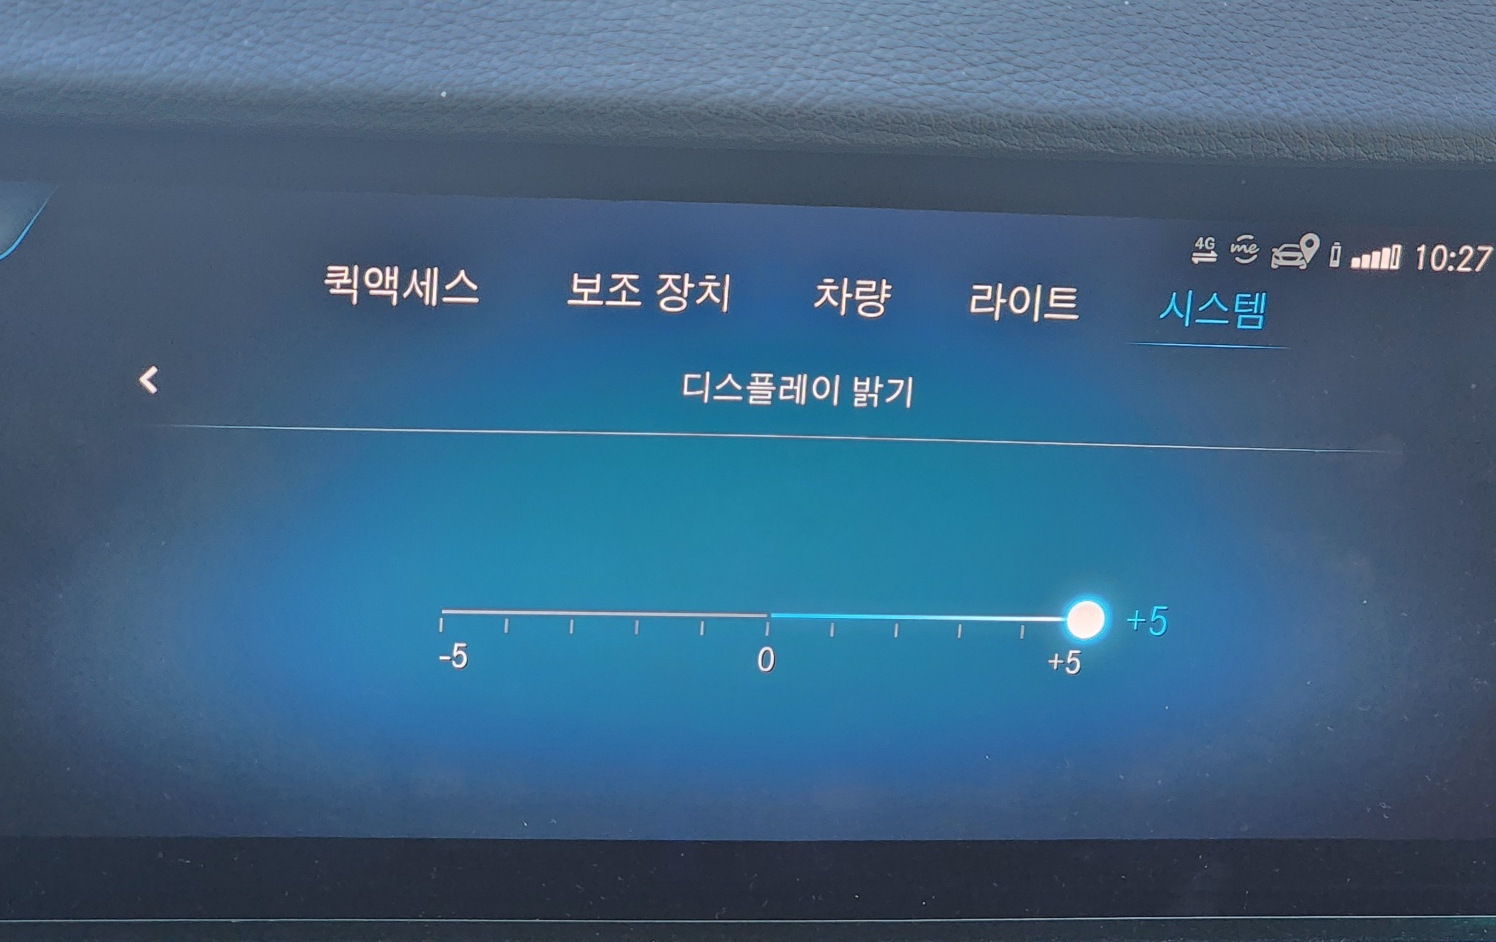 4G me 10:27
퀵액세스 보조 장치 차량 라이트 시스템
디스플레이 밝기
+5
-5 0 +5